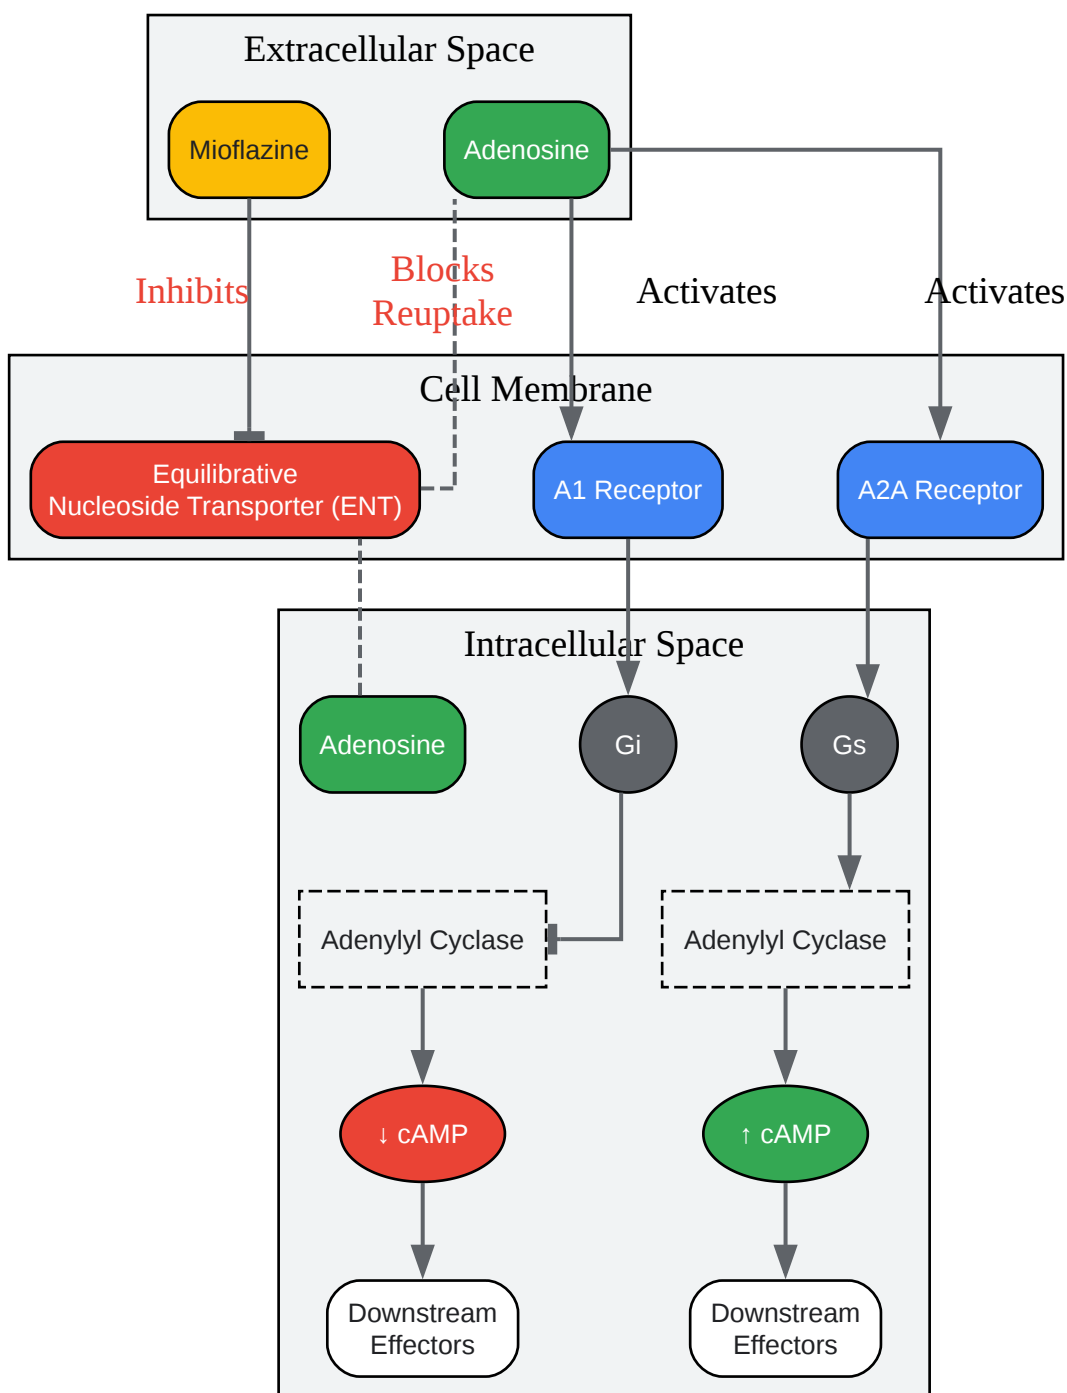 Extracellular Space
Mioflazine
Adenosine
Inhibits
Blocks
Reuptake
Activates
Activates
Cell Membrane
Equilibrative
Nucleoside Transporter (ENT)
A1 Receptor
A2A Receptor
Intracellular Space
Adenosine
Gi
Gs
Adenylyl Cyclase
Adenylyl Cyclase
↓ cAMP
↑ cAMP
Downstream
Effectors
Downstream
Effectors